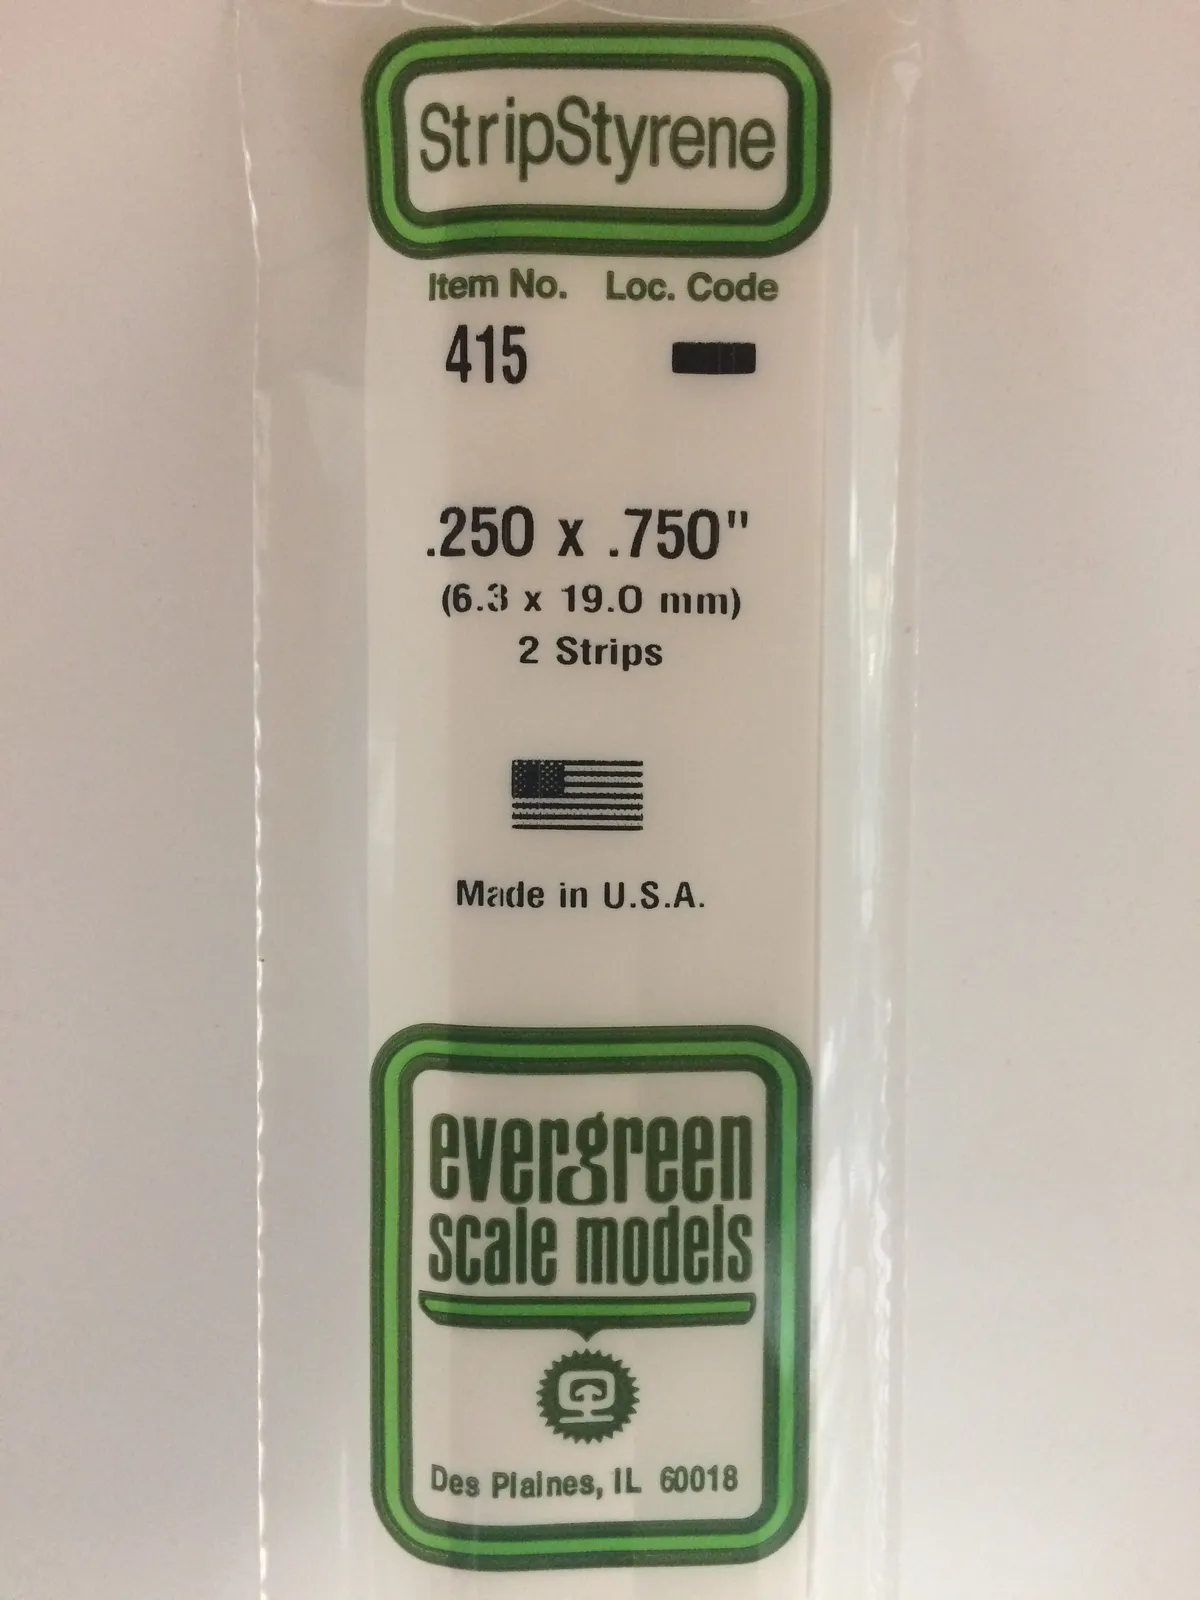 StripStyrene
Item No. Loc. Code
415
.250 x .750"
(6.3 x 19.0 mm)
2 Strips
Made in U.S.A.
evergreen
scale models
Des Plaines, IL 60018